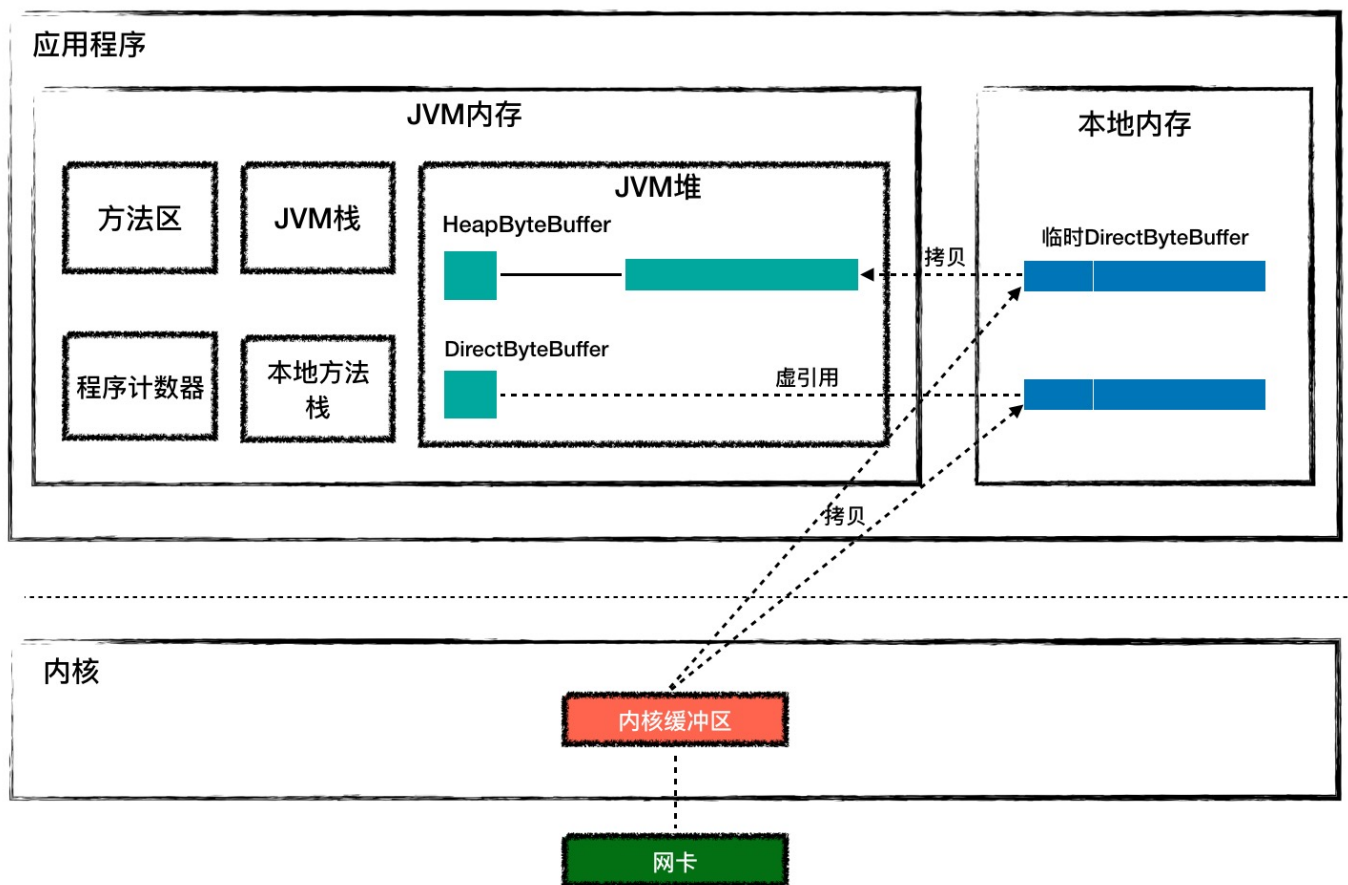 应用程序
JVM内存
本地内存
方法区
JVM栈
JVM堆
HeapByteBuffer
拷贝
临时DirectByteBuffer
程序计数器
本地方法
栈
DirectByteBuffer
虚引用
拷贝
内核
内核缓冲区
网卡